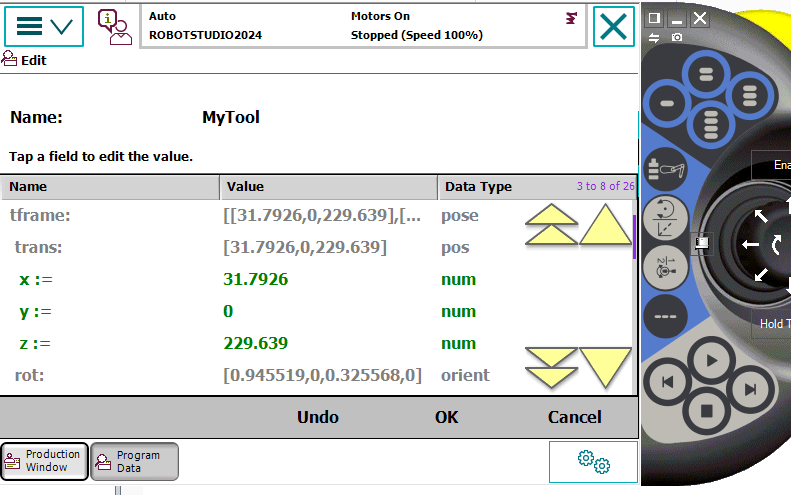 Auto
Motors On
ROBOTSTUDIO2024
Stopped (Speed 100%)
Edit
Name:
MyTool
Tap a field to edit the value.
Name
Value
Data Type
3 to 8 of 26
tframe:
[[31.7926,0,229.639],[...
pose
trans:
[31.7926,0,229.639]
pos
x :=
31.7926
num
y :=
0
num
z :=
229.639
num
rot:
[0.945519,0,0.325568,0]
orient
Undo
OK
Cancel
Production
Window
Program
Data
Ena
Hold T